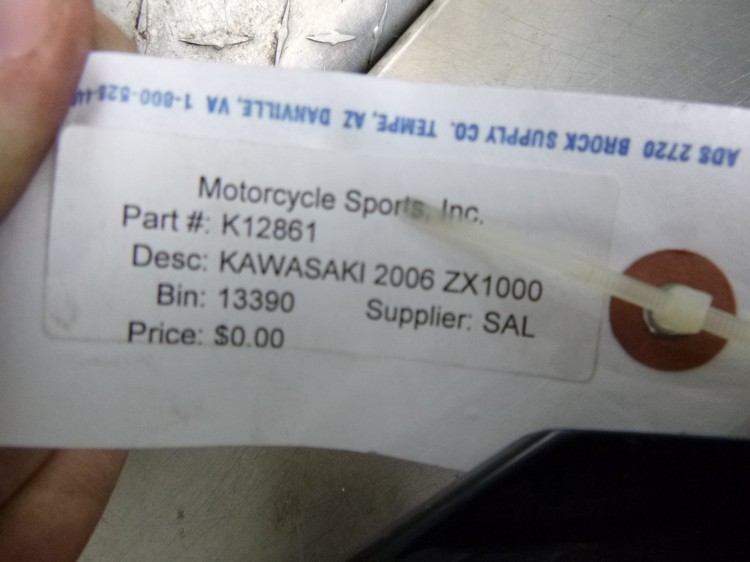 ADS 2720 BROCK SUPPLY CO. TEMPE, AZ DANVILLE, VA 1-800-528-
Motorcycle Sports, Inc.
Part #: K12861
Desc: KAWASAKI 2006 ZX1000
Bin: 13390 Supplier: SAL
Price: $0.00